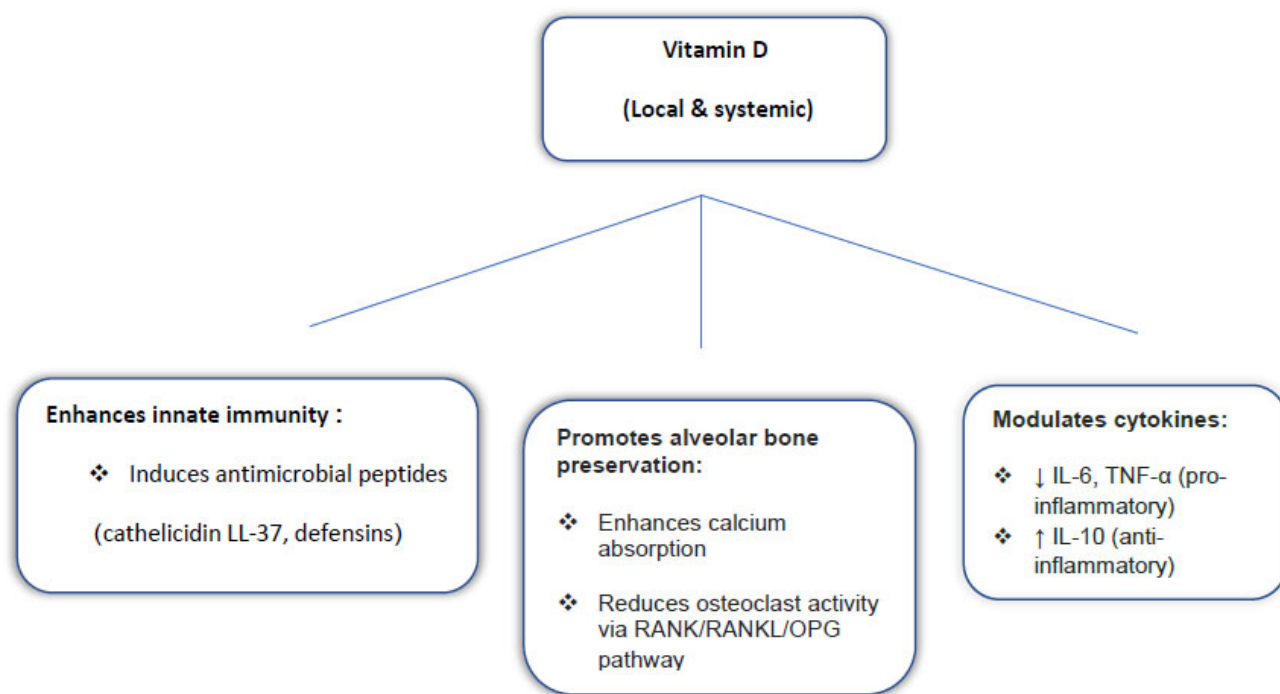 Vitamin D
(Local & systemic)
Enhances innate immunity :
❖ Induces antimicrobial peptides
(cathelicidin LL-37, defensins)
Promotes alveolar bone
preservation:
❖ Enhances calcium
absorption
❖ Reduces osteoclast activity
via RANK/RANKL/OPG
pathway
Modulates cytokines:
❖ ↓ IL-6, TNF-α (pro-
inflammatory)
❖ ↑ IL-10 (anti-
inflammatory)